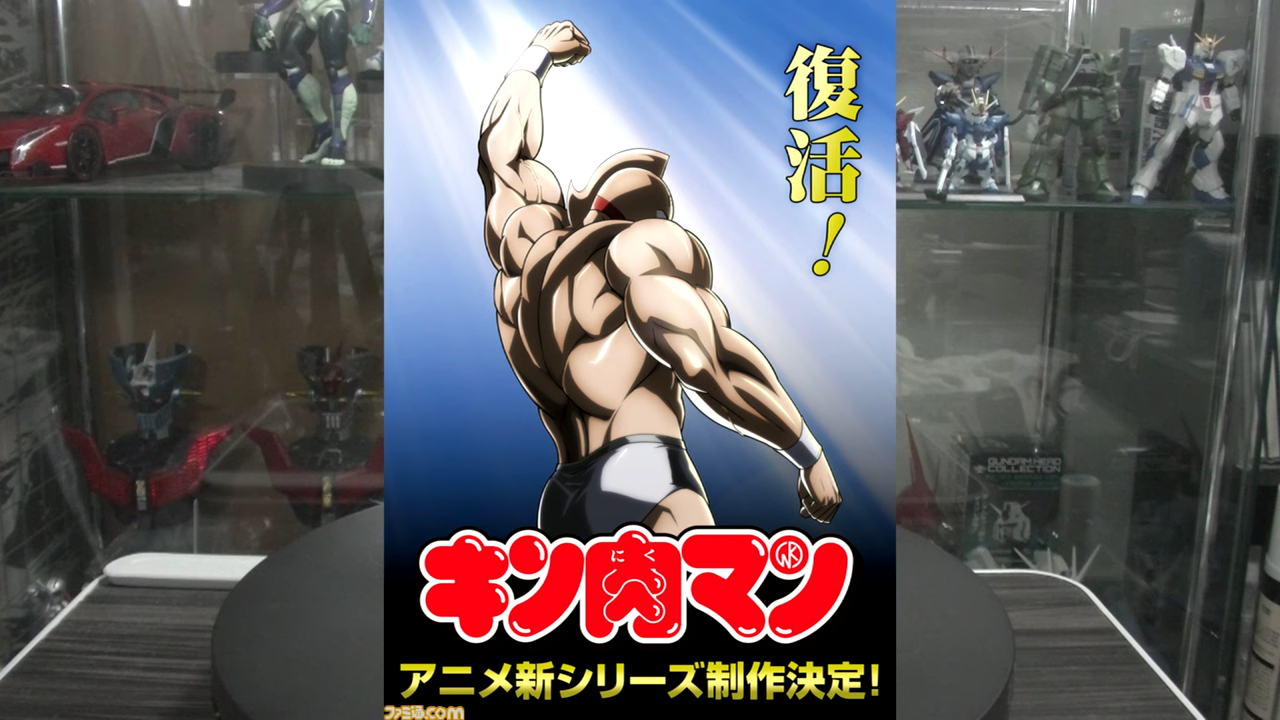 復活!
キン肉マン
にく
アニメ新シリーズ制作決定!
ファミ通.com
GUNDAM HEAD
COLLECTION